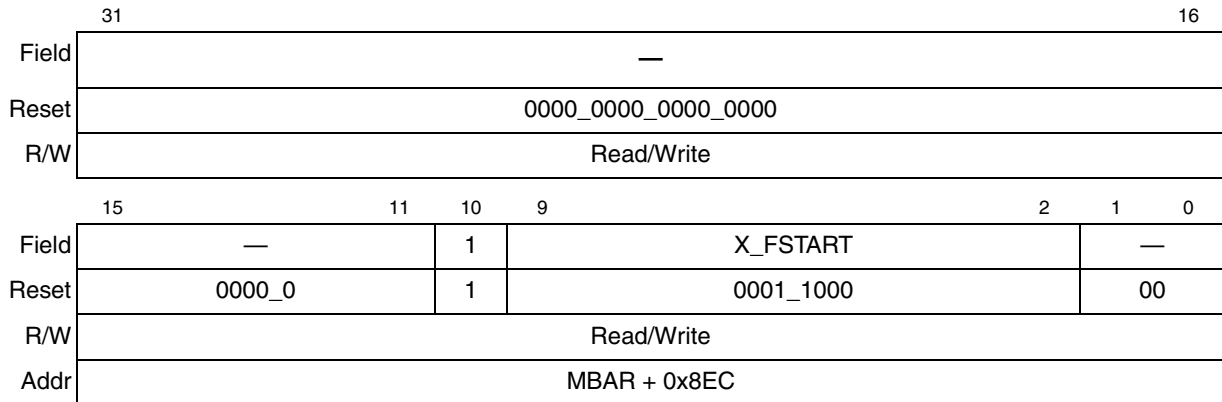 31 16
Field —
Reset 0000_0000_0000_0000
R/W Read/Write
15 11 10 9 2 1 0
Field — 1 X_FSTART —
Reset 0000_0 1 0001_1000 00
R/W Read/Write
Addr MBAR + 0x8EC